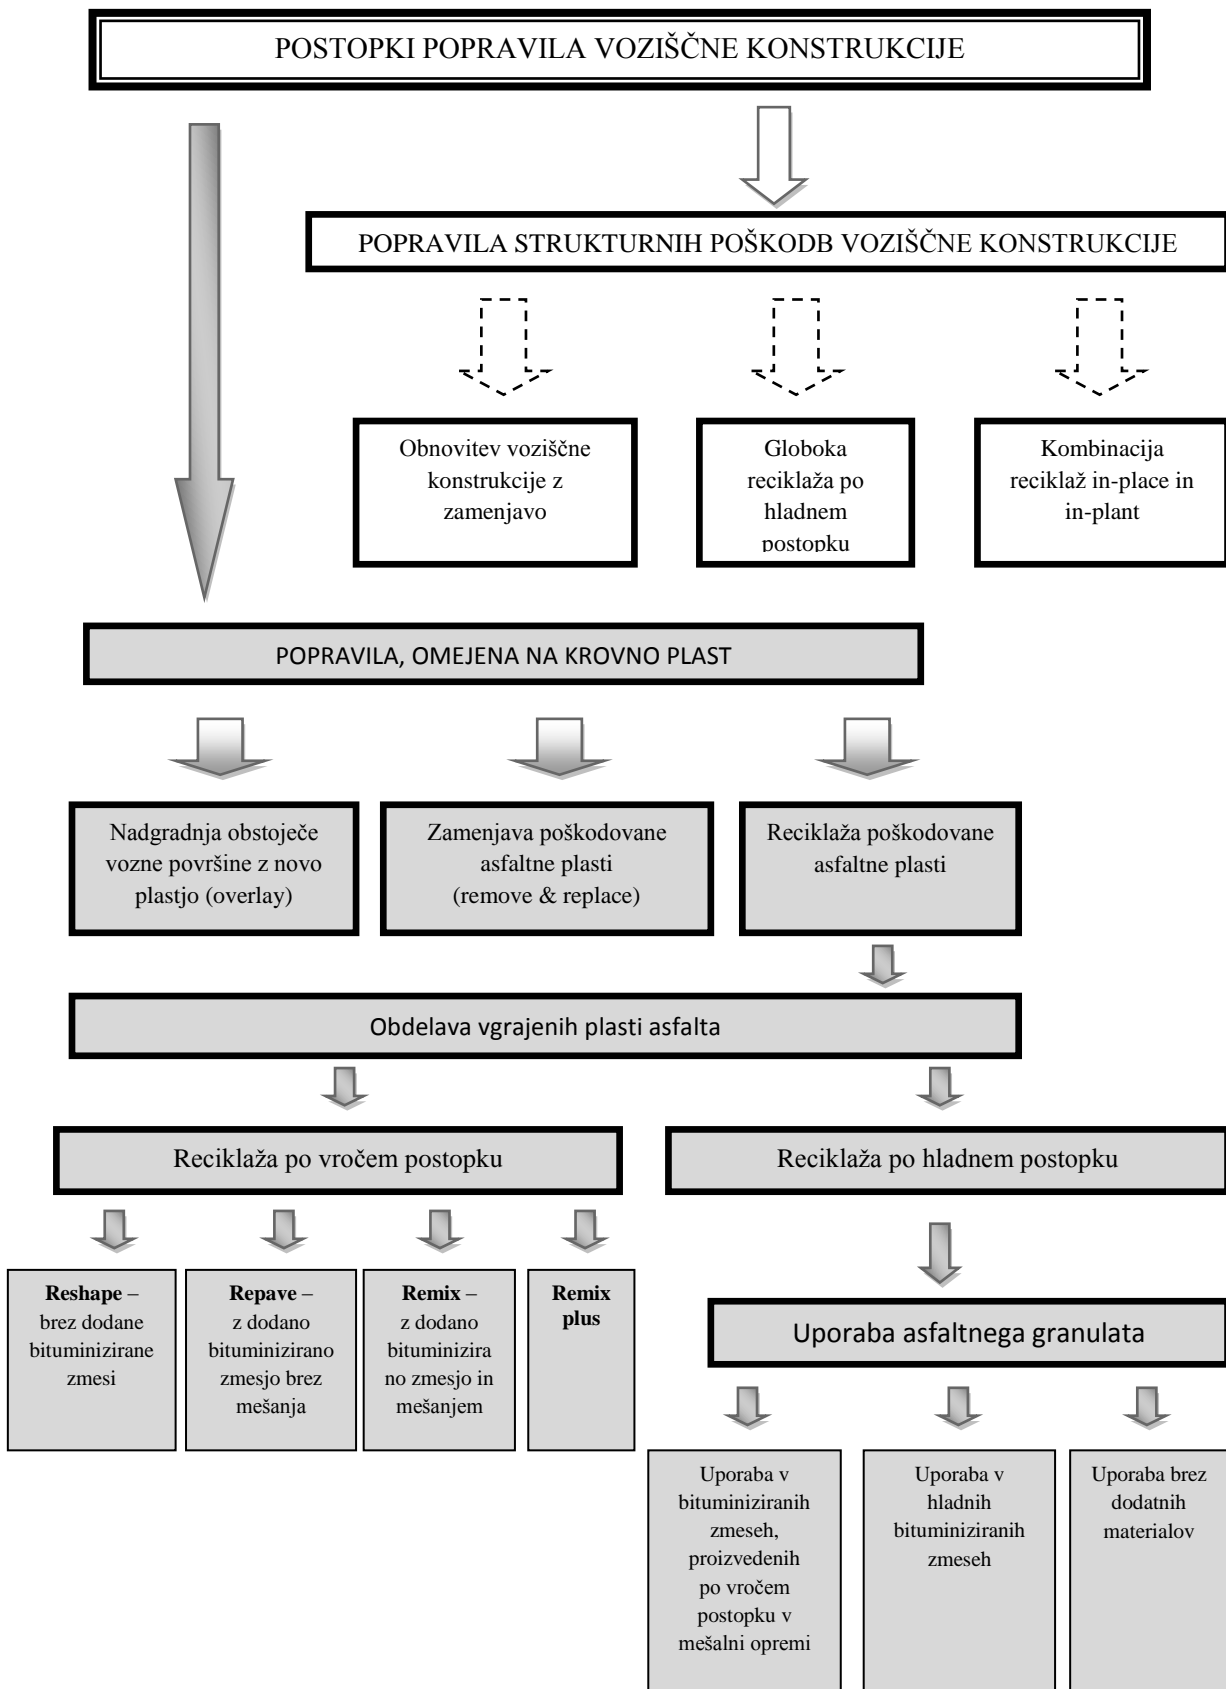 POSTOPKI POPRAVILA VOZIŠČNE KONSTRUKCIJE
POPRAVILA STRUKTURNIH POŠKODB VOZIŠČNE KONSTRUKCIJE
Obnovitev voziščne
konstrukcije z
zamenjavo
Globoka
reciklaža po
hladnem
postopku
Kombinacija
reciklaž in-place in
in-plant
POPRAVILA, OMEJENA NA KROVNO PLAST
Nadgradnja obstoječe
vozne površine z novo
plastjo (overlay)
Zamenjava poškodovane
asfaltne plasti
(remove & replace)
Reciklaža poškodovane
asfaltne plasti
Obdelava vgrajenih plasti asfalta
Reciklaža po vročem postopku
Reciklaža po hladnem postopku
Reshape –
brez dodane
bituminizirane
zmesi
Repave –
z dodano
bituminizirano
zmesjo brez
mešanja
Remix –
z dodano
bituminizira
no zmesjo in
mešanjem
Remix
plus
Uporaba asfaltnega granulata
Uporaba v
bituminiziranih
zmeseh,
proizvedenih
po vročem
postopku v
mešalni opremi
Uporaba v
hladnih
bituminiziranih
zmeseh
Uporaba brez
dodatnih
materialov